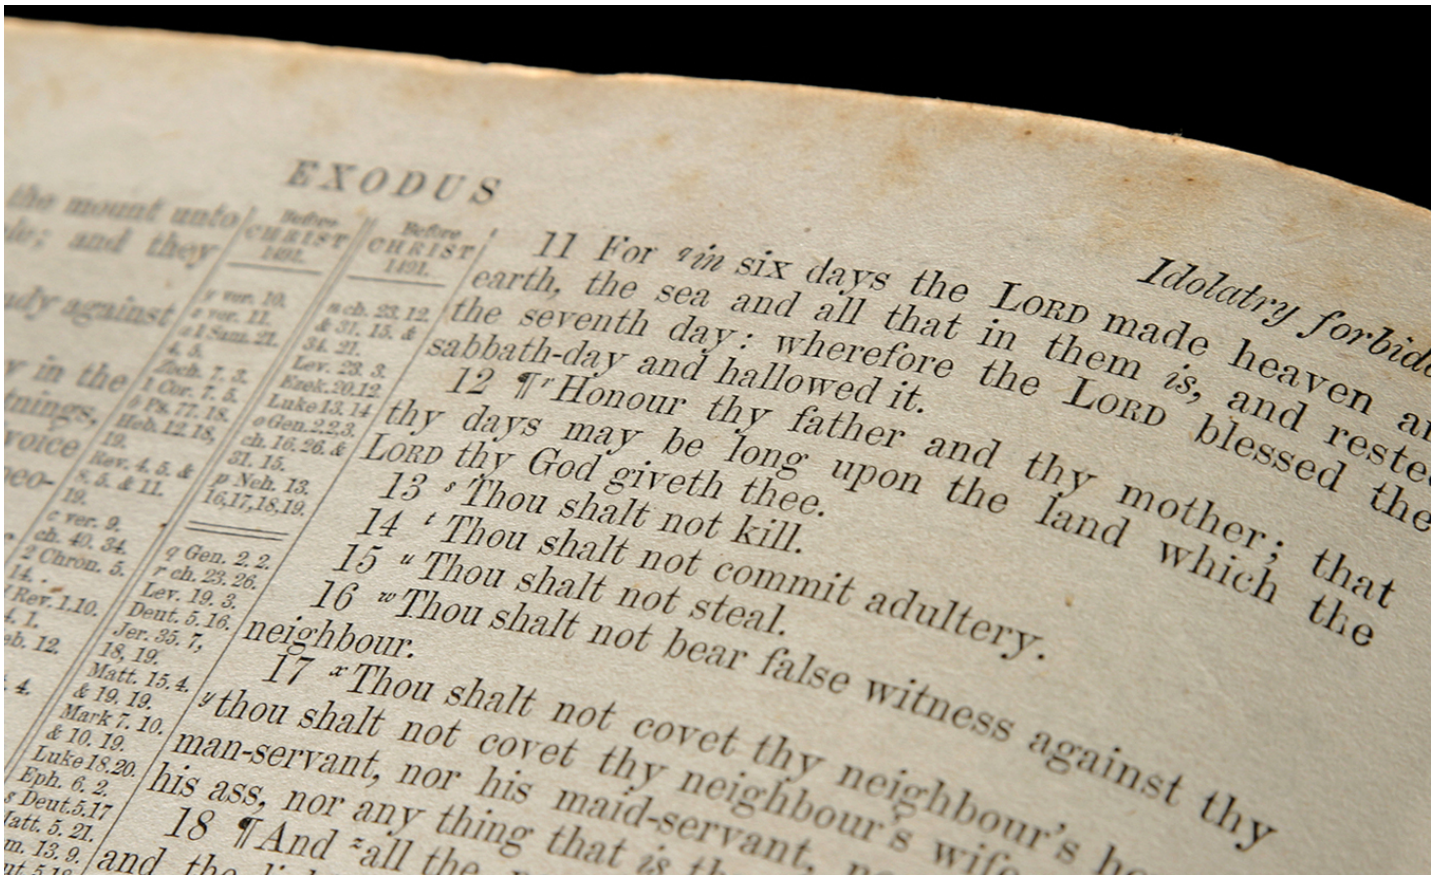 EXODUS
Idolatry forbid
the mount unto
and they
against
in the
voice
Before
CHRIST
1491.
ver. 10.
ver. 11.
1 Sam. 21.
4, 5.
Zech. 7. 3.
1 Cor. 7. 5.
Ps. 77. 18.
Heb. 12. 18,
19.
Rev. 4. 5. &
8. 5. & 11.
19.
c ver. 9.
ch. 40. 34.
2 Chron. 5.
14.
Rev. 1. 10.
4. 1.
12.
4.
Before
CHRIST
1491.
ch. 23. 12.
& 31. 15. &
34. 21.
Lev. 23. 3.
Ezek. 20. 12.
Luke 13. 14
o Gen. 2. 2, 3.
ch. 16. 26. &
31. 15.
p Neh. 13.
16, 17, 18. 19.
q Gen. 2. 2.
r ch. 23. 26.
Lev. 19. 3.
Deut. 5. 16.
Jer. 35. 7,
18, 19.
Matt. 15. 4.
& 19. 19.
Mark 7. 10.
& 10. 19.
Luke 18. 20.
Eph. 6. 2.
s Deut. 5. 17
5. 21.
13. 9.
11 For q in six days the LORD made heaven
earth, the sea and all that in them is, and
the seventh day: wherefore the LORD blessed the
sabbath-day and hallowed it.
12 ¶ r Honour thy father and thy mother; that
thy days may be long upon the land which the
LORD thy God giveth thee.
13 s Thou shalt not kill.
14 t Thou shalt not commit adultery.
15 u Thou shalt not steal.
16 w Thou shalt not bear false witness against thy
neighbour.
17 x Thou shalt not covet thy neighbour's
y thou shalt not covet thy neighbour's wife
man-servant, nor his maid-servant,
his ass, nor any thing that is
18 ¶ And z all the
and the